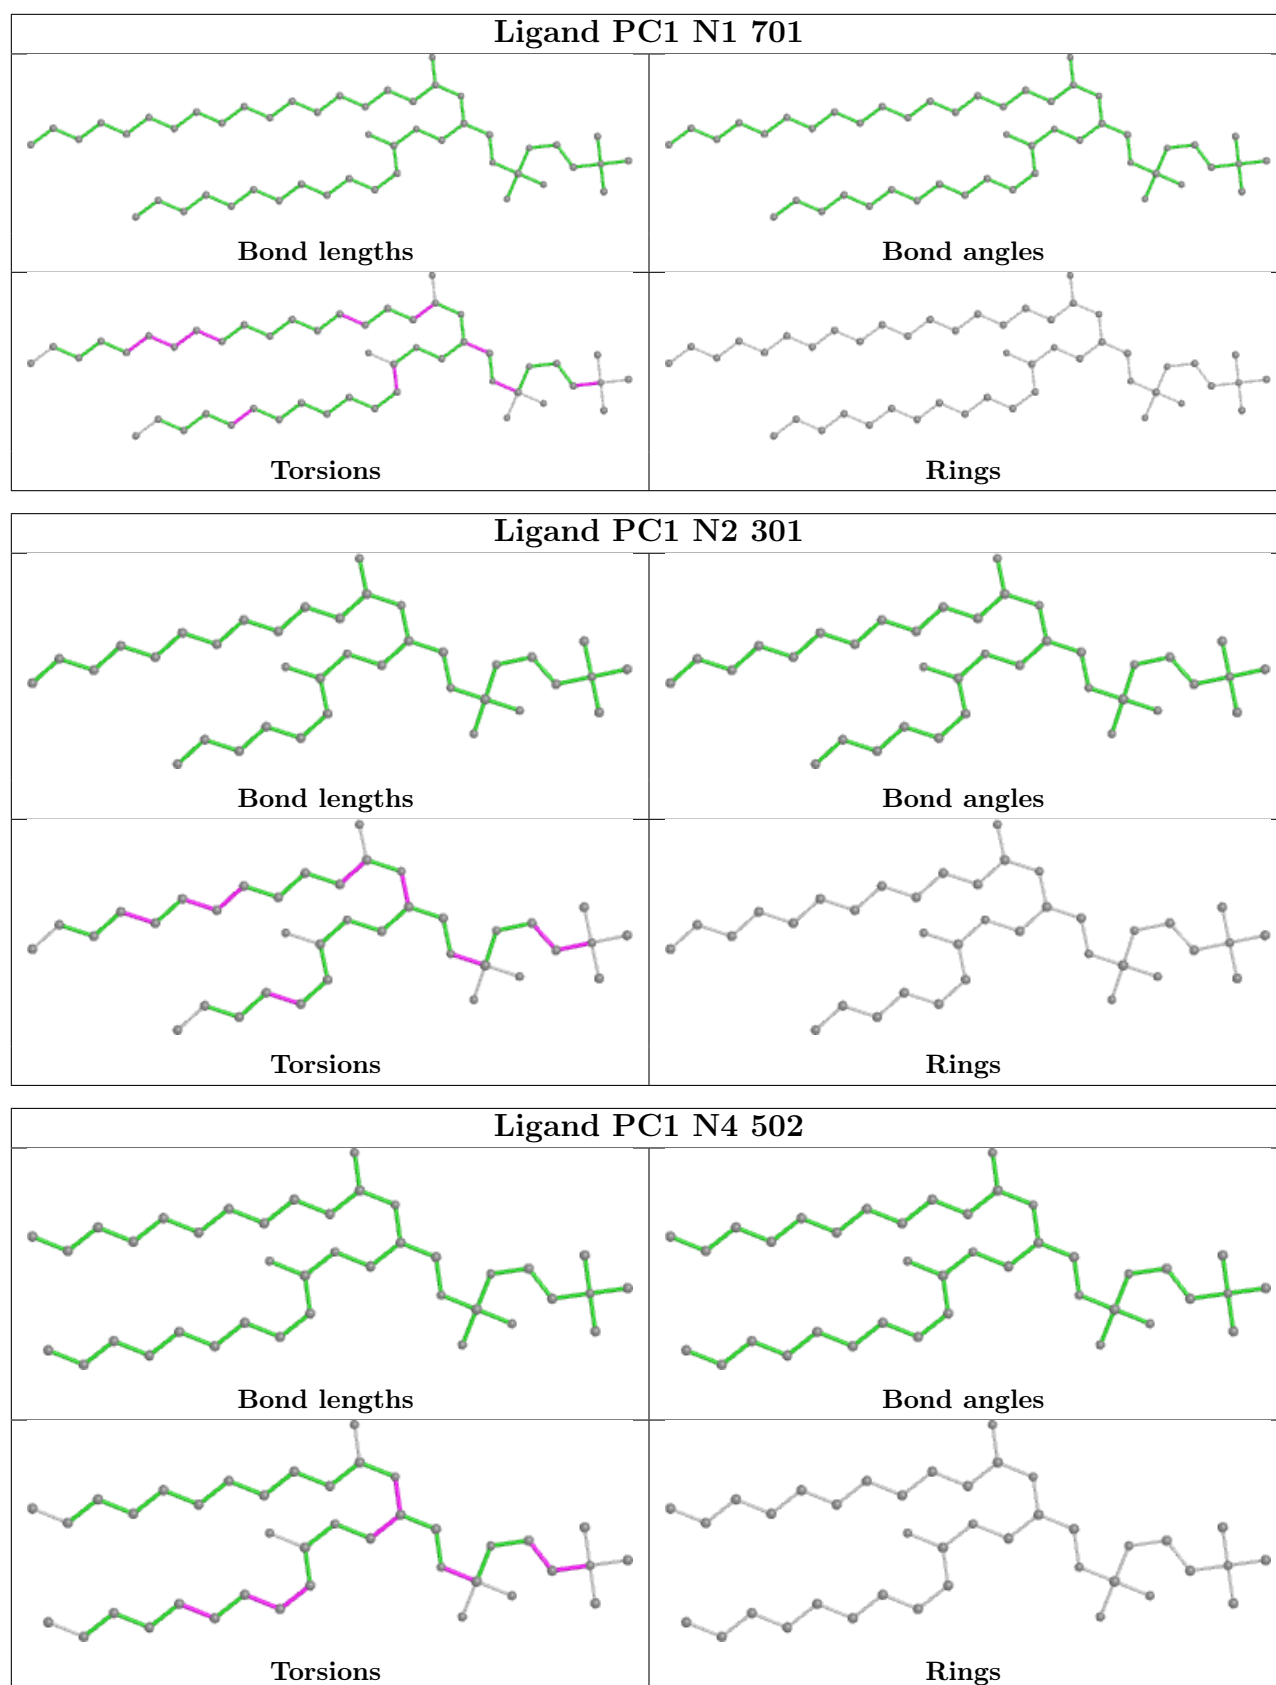 Ligand PC1 N1 701
Bond lengths
Bond angles
Torsions
Rings
Ligand PC1 N2 301
Bond lengths
Bond angles
Torsions
Rings
Ligand PC1 N4 502
Bond lengths
Bond angles
Torsions
Rings